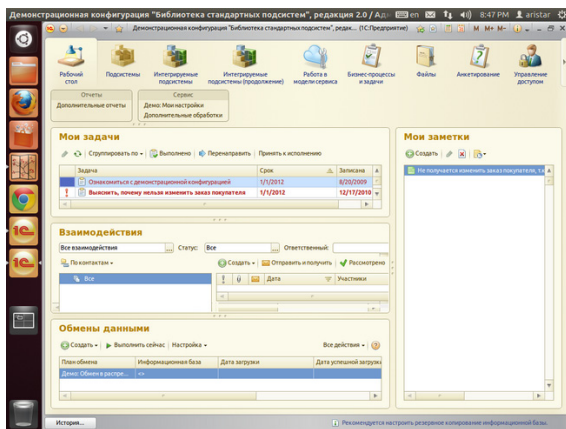 Демонстрационная конфигурация "Библиотека стандартных подсистем", редакция 2.0 / Ад
en 8:47 PM aristar
Демонстрационная конфигурация "Библиотека стандартных подсистем", редак... (1С:Предприятие) M M+ M-
Рабочий стол
Подсистемы
Интегрируемые подсистемы
Интегрируемые подсистемы (продолжение)
Работа в модели сервиса
Бизнес-процессы и задачи
Файлы
Анкетирование
Управление доступом
Отчеты
Дополнительные отчеты
Сервис
Демо: Мои настройки
Дополнительные обработки
Мои задачи
Сгруппировать по Выполнено Перенаправить Принять к исполнению
Задача Срок Записана
Ознакомиться с демонстрационной конфигурацией 1/1/2012 8/20/2009
! Выяснить, почему нельзя изменить заказ покупателя 1/1/2012 12/17/2010
Мои заметки
Создать
Не получается изменить заказ покупателя, та
Взаимодействия
Все взаимодействия ... Статус: Все ... Ответственный:
По контактам Создать Отправить и получить Рассмотрено
Все
! Дата Участники
Обмены данными
Создать Выполнить сейчас Настройка Все действия
План обмена Информационная база Дата загрузки Дата успешной загрузки
Демо: Обмен в распре... <>
История...
Рекомендуется настроить резервное копирование информационной базы.